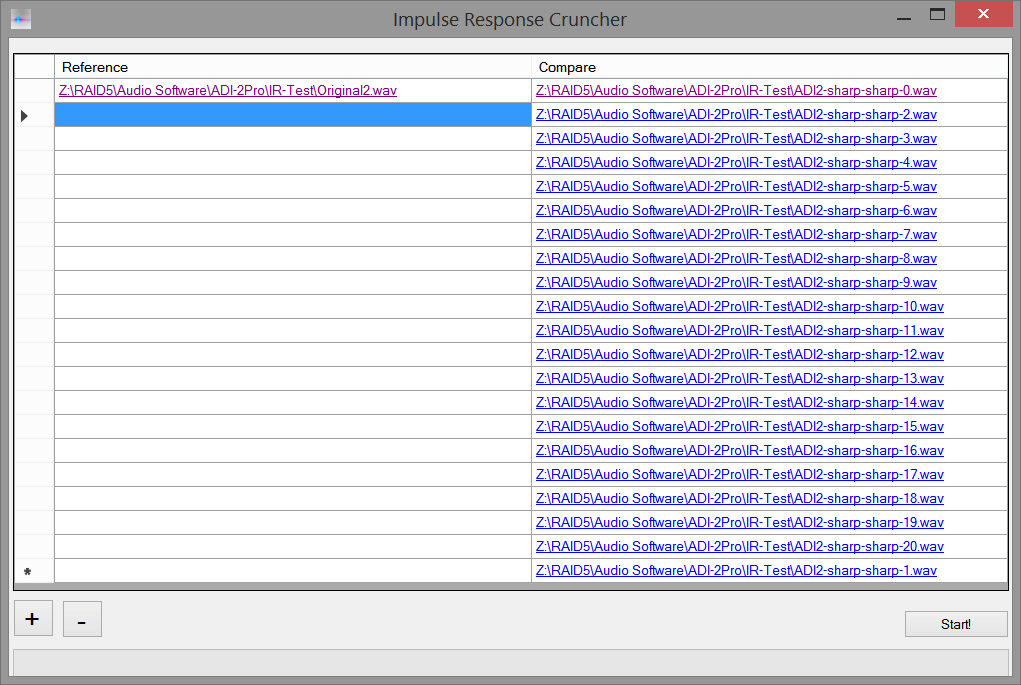 Impulse Response Cruncher
Reference Compare
Z:\RAID5\Audio Software\ADI-2Pro\IR-Test\Original2.wav Z:\RAID5\Audio Software\ADI-2Pro\IR-Test\ADI2-sharp-sharp-0.wav
Z:\RAID5\Audio Software\ADI-2Pro\IR-Test\ADI2-sharp-sharp-2.wav
Z:\RAID5\Audio Software\ADI-2Pro\IR-Test\ADI2-sharp-sharp-3.wav
Z:\RAID5\Audio Software\ADI-2Pro\IR-Test\ADI2-sharp-sharp-4.wav
Z:\RAID5\Audio Software\ADI-2Pro\IR-Test\ADI2-sharp-sharp-5.wav
Z:\RAID5\Audio Software\ADI-2Pro\IR-Test\ADI2-sharp-sharp-6.wav
Z:\RAID5\Audio Software\ADI-2Pro\IR-Test\ADI2-sharp-sharp-7.wav
Z:\RAID5\Audio Software\ADI-2Pro\IR-Test\ADI2-sharp-sharp-8.wav
Z:\RAID5\Audio Software\ADI-2Pro\IR-Test\ADI2-sharp-sharp-9.wav
Z:\RAID5\Audio Software\ADI-2Pro\IR-Test\ADI2-sharp-sharp-10.wav
Z:\RAID5\Audio Software\ADI-2Pro\IR-Test\ADI2-sharp-sharp-11.wav
Z:\RAID5\Audio Software\ADI-2Pro\IR-Test\ADI2-sharp-sharp-12.wav
Z:\RAID5\Audio Software\ADI-2Pro\IR-Test\ADI2-sharp-sharp-13.wav
Z:\RAID5\Audio Software\ADI-2Pro\IR-Test\ADI2-sharp-sharp-14.wav
Z:\RAID5\Audio Software\ADI-2Pro\IR-Test\ADI2-sharp-sharp-15.wav
Z:\RAID5\Audio Software\ADI-2Pro\IR-Test\ADI2-sharp-sharp-16.wav
Z:\RAID5\Audio Software\ADI-2Pro\IR-Test\ADI2-sharp-sharp-17.wav
Z:\RAID5\Audio Software\ADI-2Pro\IR-Test\ADI2-sharp-sharp-18.wav
Z:\RAID5\Audio Software\ADI-2Pro\IR-Test\ADI2-sharp-sharp-19.wav
Z:\RAID5\Audio Software\ADI-2Pro\IR-Test\ADI2-sharp-sharp-20.wav
* Z:\RAID5\Audio Software\ADI-2Pro\IR-Test\ADI2-sharp-sharp-1.wav
+ - Start!